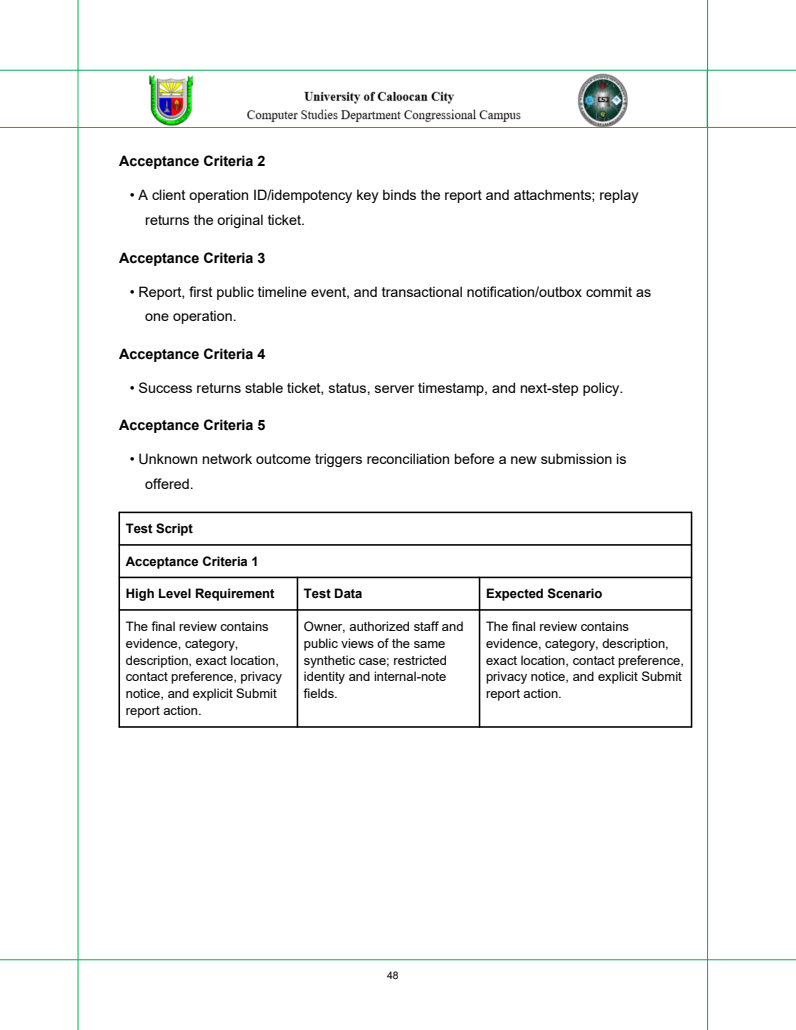 University of Caloocan City
Computer Studies Department Congressional Campus
Acceptance Criteria 2
• A client operation ID/idempotency key binds the report and attachments; replay
returns the original ticket.
Acceptance Criteria 3
• Report, first public timeline event, and transactional notification/outbox commit as
one operation.
Acceptance Criteria 4
• Success returns stable ticket, status, server timestamp, and next-step policy.
Acceptance Criteria 5
• Unknown network outcome triggers reconciliation before a new submission is
offered.
Test Script
Acceptance Criteria 1
High Level Requirement
Test Data
Expected Scenario
The final review contains
evidence, category,
description, exact location,
contact preference, privacy
notice, and explicit Submit
report action.
Owner, authorized staff and
public views of the same
synthetic case; restricted
identity and internal-note
fields.
The final review contains
evidence, category, description,
exact location, contact preference,
privacy notice, and explicit Submit
report action.
48